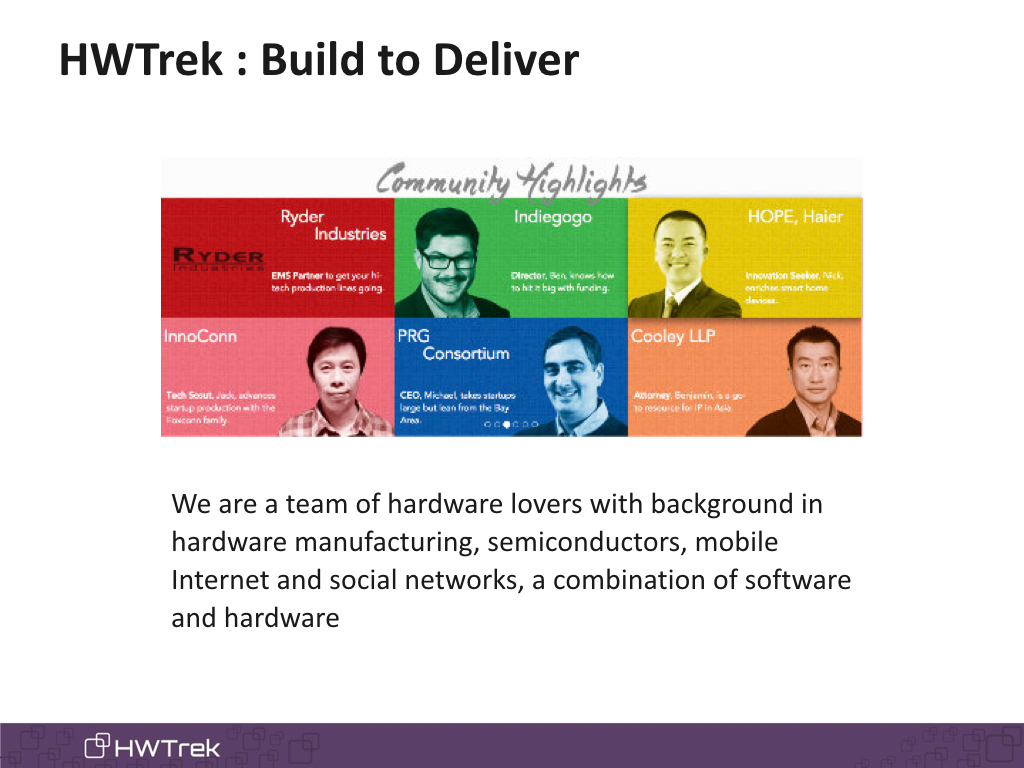 HWTrek : Build to Deliver
Community Highlights
Ryder
Industries
RYDER
Industries
EMS Partner to get your hi-
tech production lines going.
Indiegogo
Director, Ben, knows how
to hit it big with funding.
HOPE, Haier
Innovation Seeker, Nick,
enriches smart home
devices.
InnoConn
Tech Scout, Jack, advances
startup production with the
Foxconn family.
PRG
Consortium
CEO, Michael, takes startups
large but lean from the Bay
Area.
Cooley LLP
Attorney, Benjamin, is a go-
to resource for IP in Asia.
We are a team of hardware lovers with background in
hardware manufacturing, semiconductors, mobile
Internet and social networks, a combination of software
and hardware
HWTrek